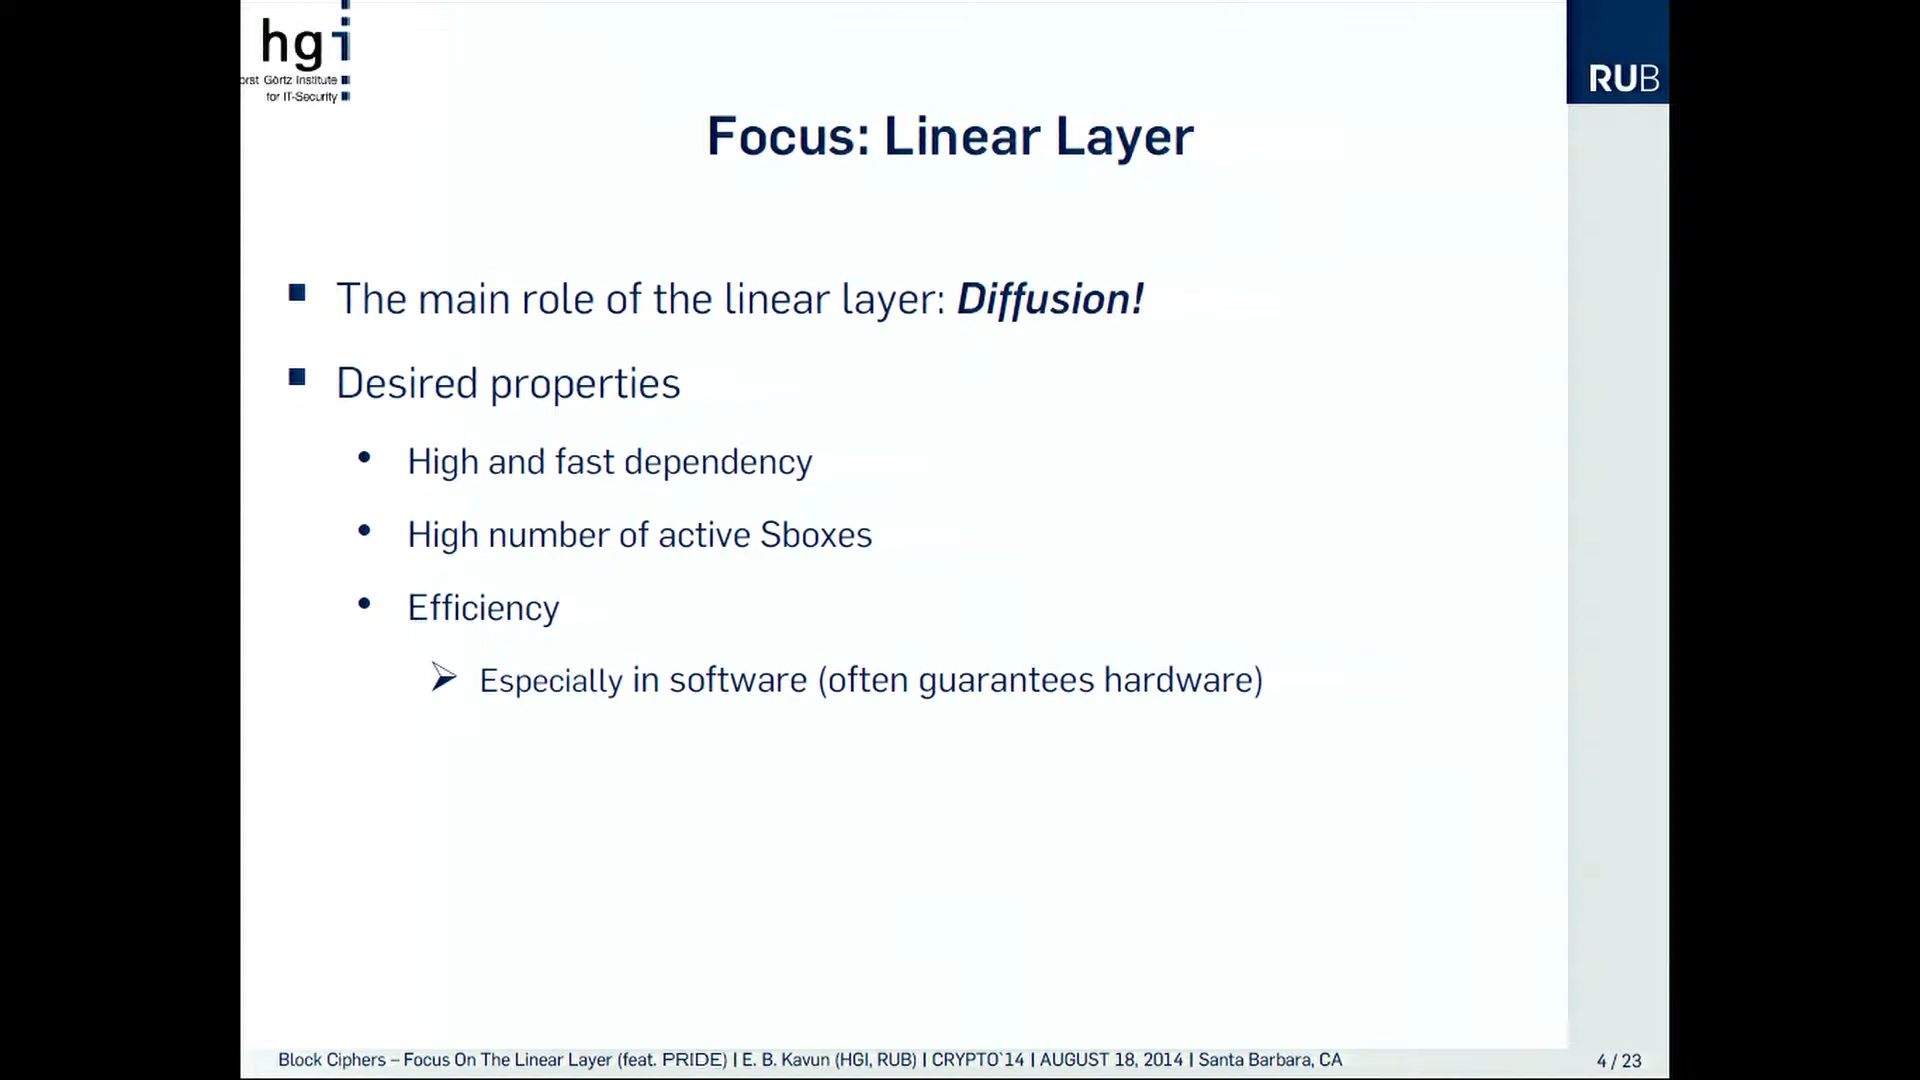 hgi
orst Görtz Institute
for IT-Security
RUB
Focus: Linear Layer
The main role of the linear layer: Diffusion!
Desired properties
High and fast dependency
High number of active Sboxes
Efficiency
Especially in software (often guarantees hardware)
Block Ciphers – Focus On The Linear Layer (feat. PRIDE) | E. B. Kavun (HGI, RUB) | CRYPTO`14 | AUGUST 18, 2014 | Santa Barbara, CA
4 / 23